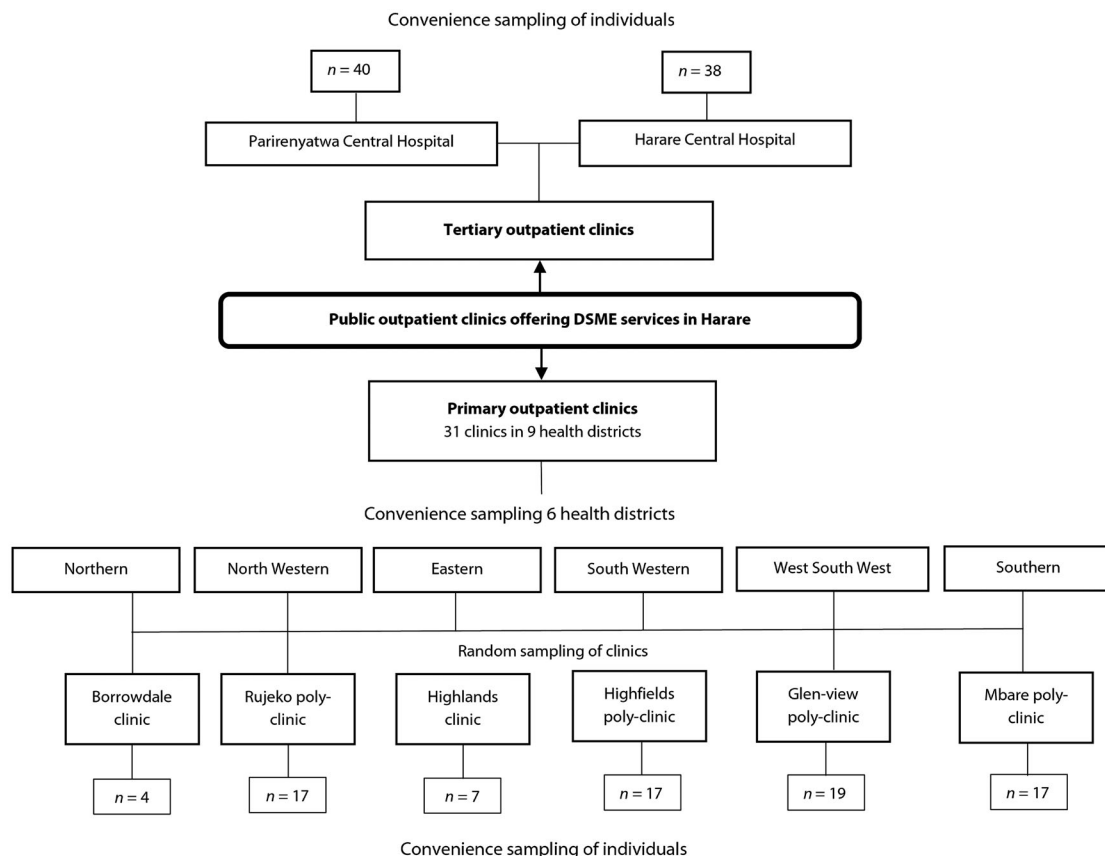 Convenience sampling of individuals
n = 40
n = 38
Parirenyatwa Central Hospital
Harare Central Hospital
Tertiary outpatient clinics
Public outpatient clinics offering DSME services in Harare
Primary outpatient clinics
31 clinics in 9 health districts
Convenience sampling 6 health districts
Northern
North Western
Eastern
South Western
West South West
Southern
Random sampling of clinics
Borrowdale
clinic
Rujeko poly-
clinic
Highlands
clinic
Highfields
poly-clinic
Glen-view
poly-clinic
Mbare poly-
clinic
n = 4
n = 17
n = 7
n = 17
n = 19
n = 17
Convenience sampling of individuals